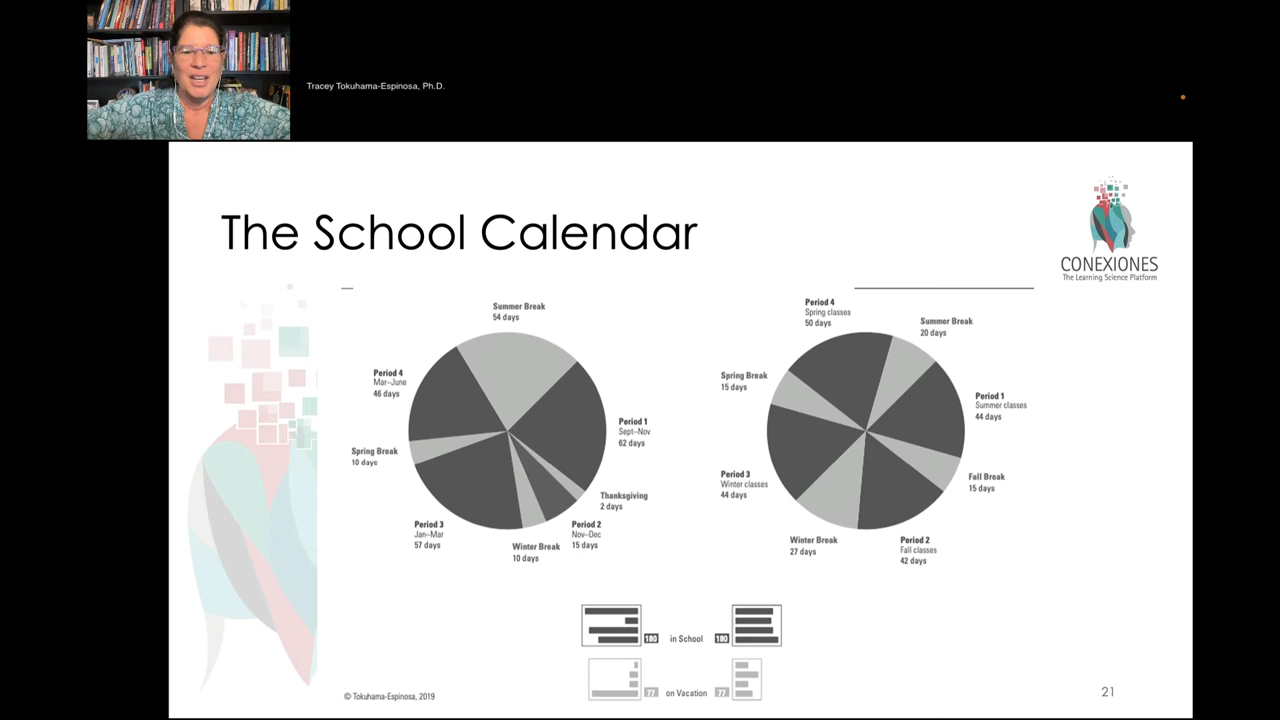 Tracey Tokuhama-Espinosa, Ph.D.
The School Calendar
CONEXIONES
The Learning Science Platform
Summer Break
54 days
Period 1
Sept–Nov
62 days
Thanksgiving
2 days
Period 2
Nov–Dec
15 days
Winter Break
10 days
Period 3
Jan–Mar
57 days
Spring Break
10 days
Period 4
Mar–June
46 days
Period 4
Spring classes
50 days
Summer Break
20 days
Period 1
Summer classes
44 days
Fall Break
15 days
Period 2
Fall classes
42 days
Winter Break
27 days
Period 3
Winter classes
44 days
Spring Break
15 days
180 in School 180
77 on Vacation 77
© Tokuhama-Espinosa, 2019
21